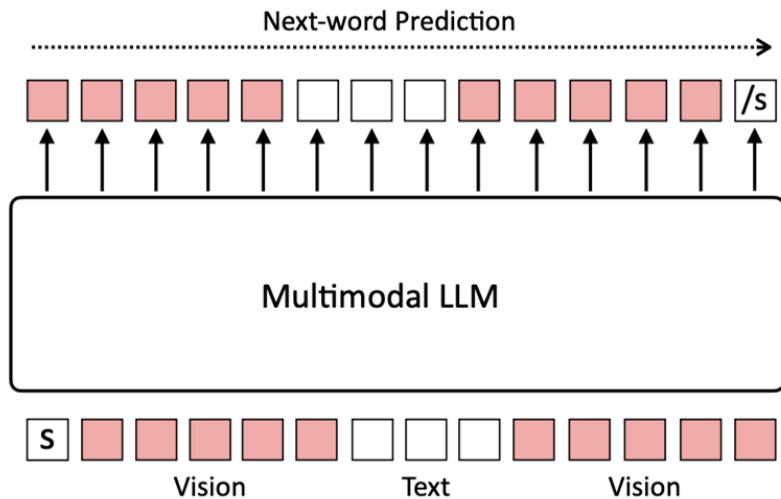 Next-word Prediction
/s
Multimodal LLM
S
Vision Text Vision